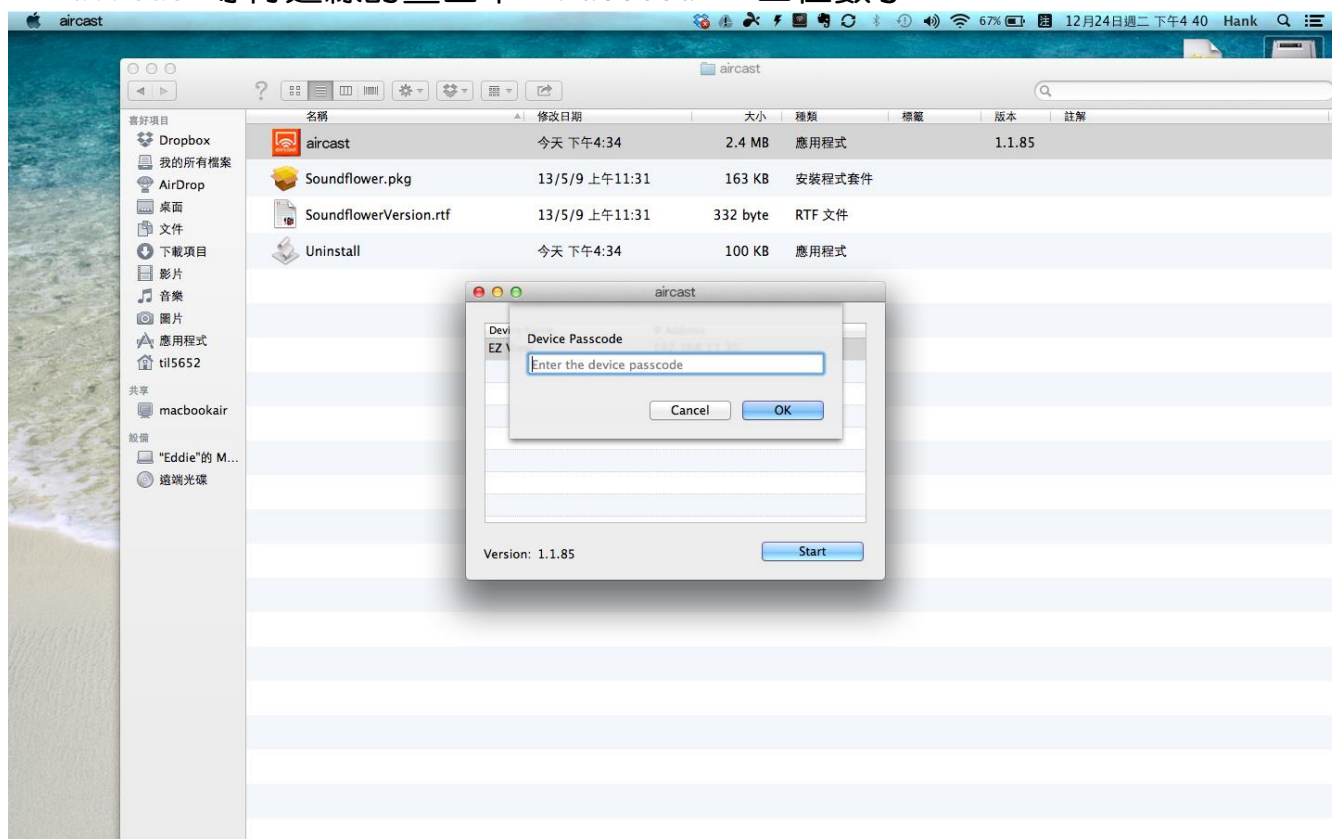 aircast 67% 12月24日週二 下午4 40 Hank
aircast
名稱 修改日期 大小 種類 標籤 版本 註解
aircast 今天 下午4:34 2.4 MB 應用程式 1.1.85
Soundflower.pkg 13/5/9 上午11:31 163 KB 安裝程式套件
SoundflowerVersion.rtf 13/5/9 上午11:31 332 byte RTF 文件
Uninstall 今天 下午4:34 100 KB 應用程式
喜好項目
Dropbox
我的所有檔案
AirDrop
桌面
文件
下載項目
影片
音樂
圖片
應用程式
til5652
共享
macbookair
設備
"Eddie"的 M...
遠端光碟
aircast
Device Passcode
Enter the device passcode
Cancel OK
EZ
Version: 1.1.85 Start